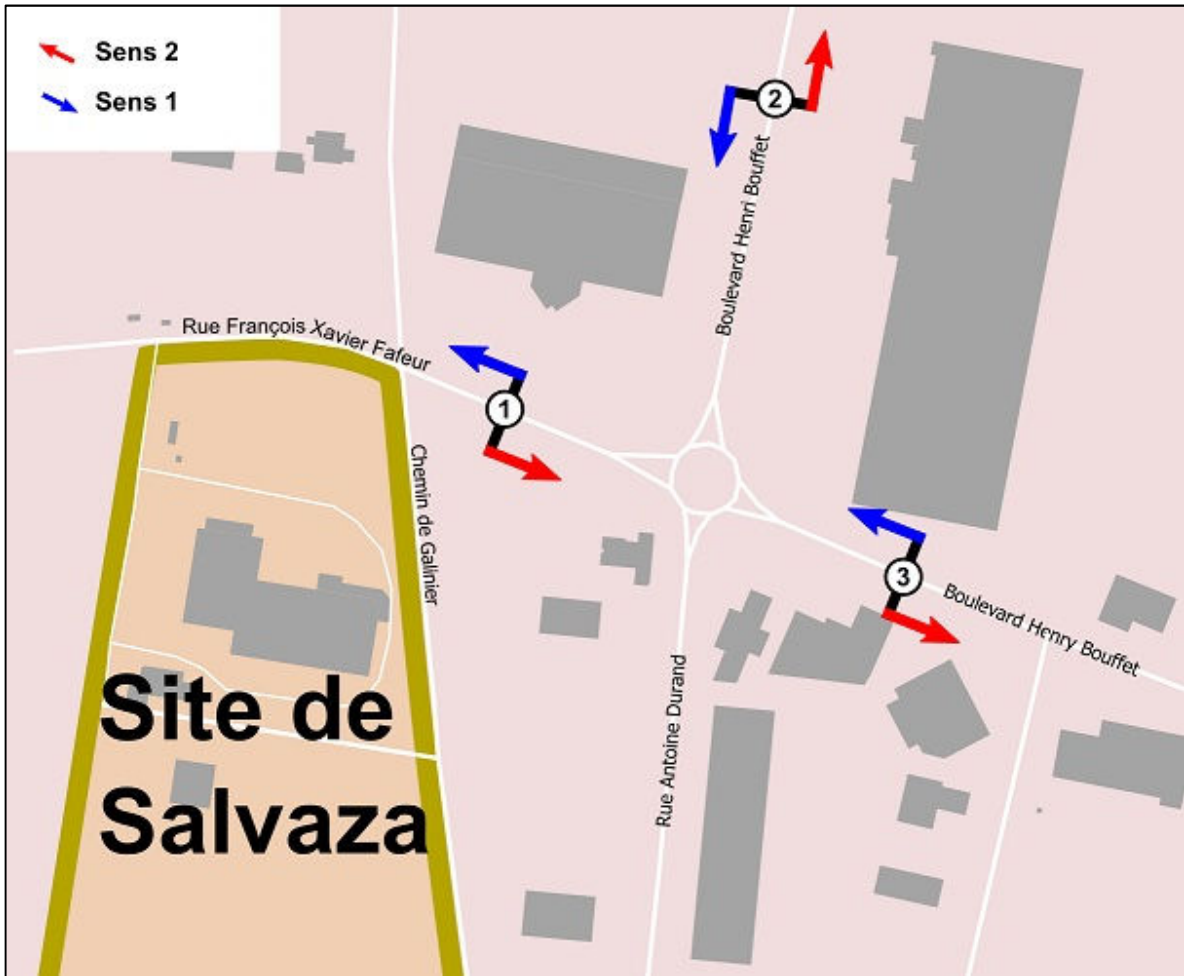 Sens 2
Sens 1
2
Boulevard Henri Bouffet
Rue François Xavier Fafeur
1
Chemin de Galinier
3
Boulevard Henry Bouffet
Rue Antoine Durand
Site de
Salvaza